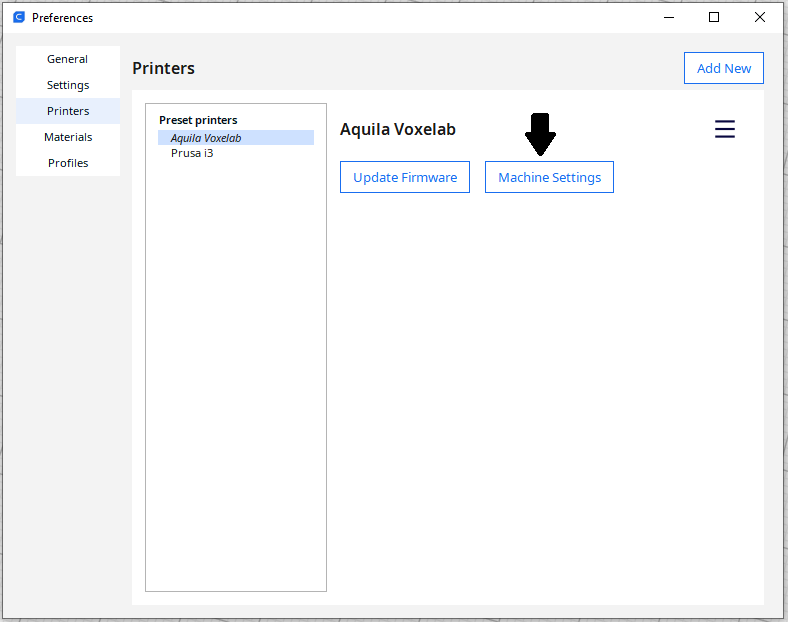 Preferences
General
Settings
Printers
Materials
Profiles
Printers
Add New
Preset printers
Aquila Voxelab
Prusa i3
Aquila Voxelab
Update Firmware
Machine Settings